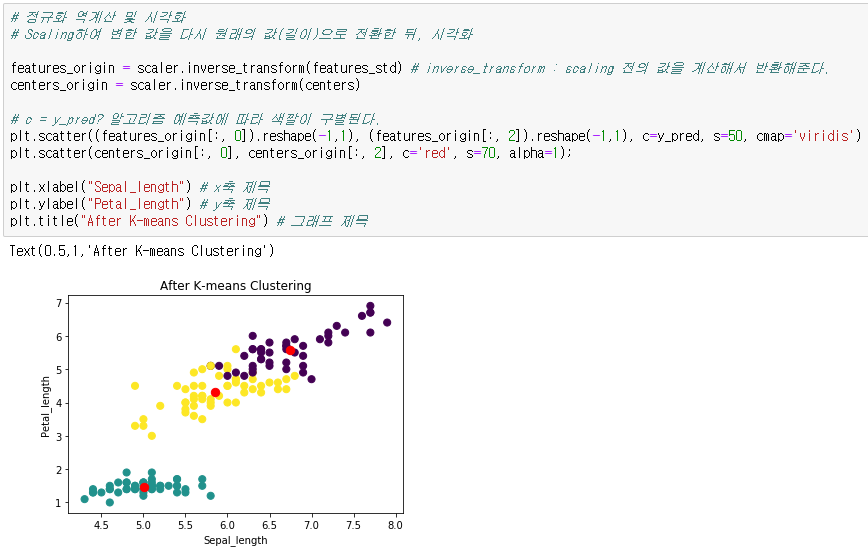 # 정규화 역계산 및 시각화
# Scaling하여 변한 값을 다시 원래의 값(길이)으로 전환한 뒤, 시각화
features_origin = scaler.inverse_transform(features_std) # inverse_transform : scaling 전의 값을 계산해서 반환해준다.
centers_origin = scaler.inverse_transform(centers)
# c = y_pred? 알고리즘 예측값에 따라 색깔이 구별된다.
plt.scatter((features_origin[:, 0]).reshape(-1,1), (features_origin[:, 2]).reshape(-1,1), c=y_pred, s=50, cmap='viridis')
plt.scatter(centers_origin[:, 0], centers_origin[:, 2], c='red', s=70, alpha=1);
plt.xlabel("Sepal_length") # x축 제목
plt.ylabel("Petal_length") # y축 제목
plt.title("After K-means Clustering") # 그래프 제목
Text(0.5,1,'After K-means Clustering')
After K-means Clustering
7
6
5
4
3
2
1
Petal_length
4.5 5.0 5.5 6.0 6.5 7.0 7.5 8.0
Sepal_length